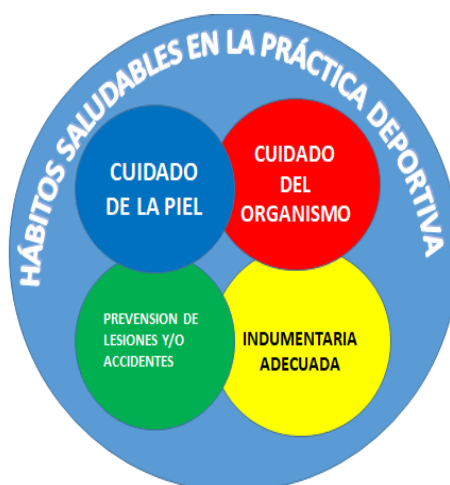 HÁBITOS SALUDABLES EN LA PRÁCTICA DEPORTIVA
CUIDADO
DE LA PIEL
CUIDADO
DEL
ORGANISMO
PREVENSION DE
LESIONES Y/O
ACCIDENTES
INDUMENTARIA
ADECUADA